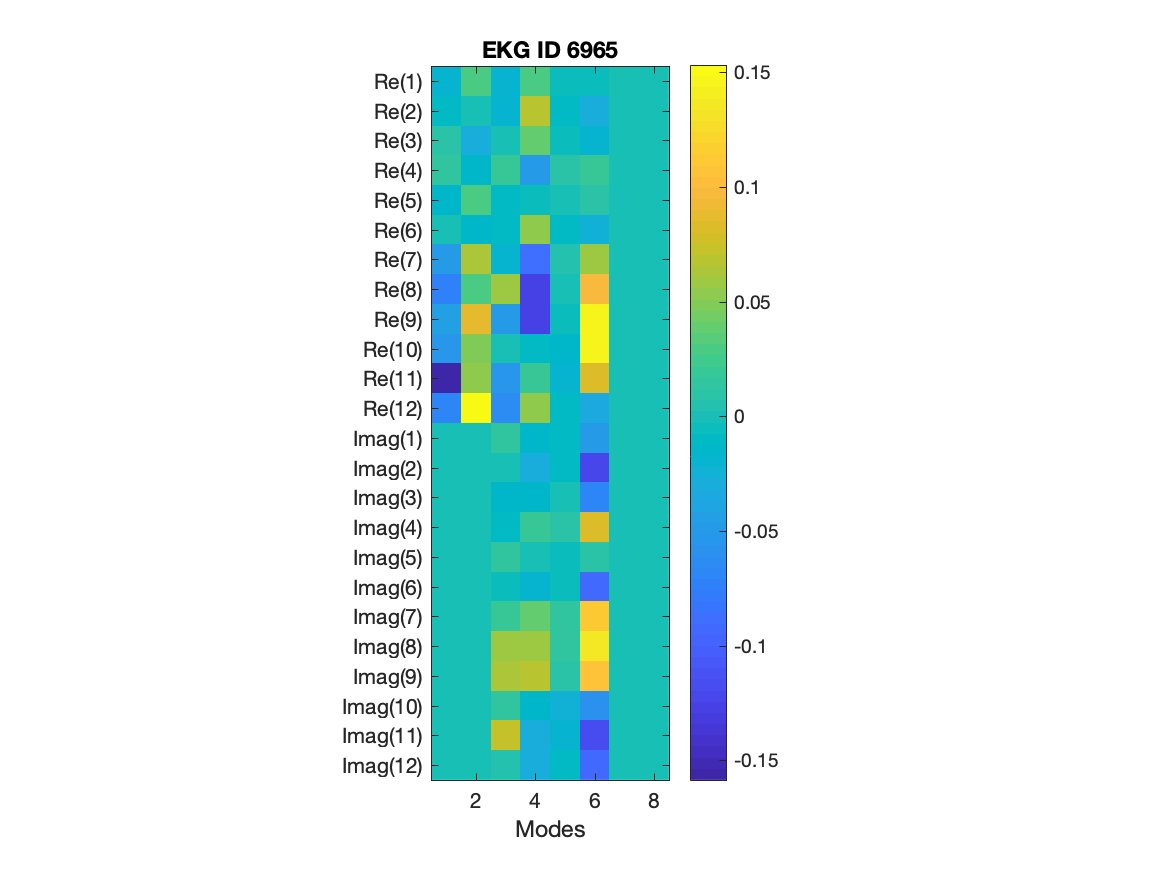 EKG ID 6965
Re(1)
Re(2)
Re(3)
Re(4)
Re(5)
Re(6)
Re(7)
Re(8)
Re(9)
Re(10)
Re(11)
Re(12)
Imag(1)
Imag(2)
Imag(3)
Imag(4)
Imag(5)
Imag(6)
Imag(7)
Imag(8)
Imag(9)
Imag(10)
Imag(11)
Imag(12)
2 4 6 8
Modes
0.15
0.1
0.05
0
-0.05
-0.1
-0.15